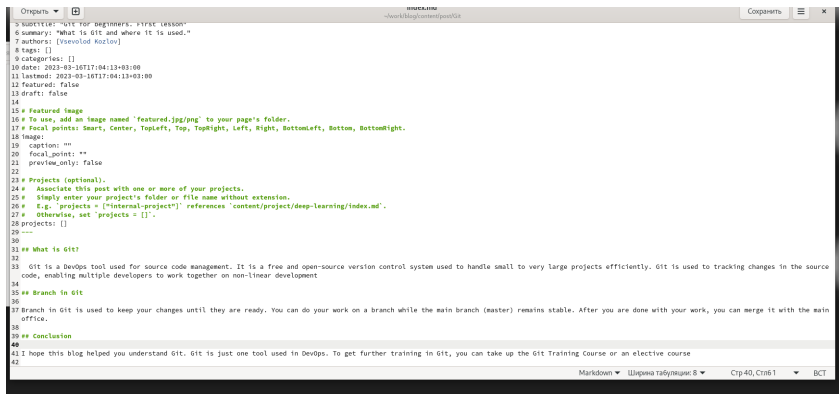 Открыть
index.md
~/work/blog/content/post/Git
Сохранить
5 subtitle: "Git for beginners. First lesson"
6 summary: "What is Git and where it is used."
7 authors: [Vsevolod Kozlov]
8 tags: []
9 categories: []
10 date: 2023-03-16T17:04:13+03:00
11 lastmod: 2023-03-16T17:04:13+03:00
12 featured: false
13 draft: false
14
15 # Featured image
16 # To use, add an image named `featured.jpg/png` to your page's folder.
17 # Focal points: Smart, Center, TopLeft, Top, TopRight, Left, Right, BottomLeft, Bottom, BottomRight.
18 image:
19 caption: ""
20 focal_point: ""
21 preview_only: false
22
23 # Projects (optional).
24 # Associate this post with one or more of your projects.
25 # Simply enter your project's folder or file name without extension.
26 # E.g. `projects = ["internal-project"]` references `content/project/deep-learning/index.md`.
27 # Otherwise, set `projects = []`.
28 projects: []
29 ---
30
31 ## What is Git?
32
33 Git is a DevOps tool used for source code management. It is a free and open-source version control system used to handle small to very large projects efficiently. Git is used to tracking changes in the source
code, enabling multiple developers to work together on non-linear development
34
35 ## Branch in Git
36
37 Branch in Git is used to keep your changes until they are ready. You can do your work on a branch while the main branch (master) remains stable. After you are done with your work, you can merge it with the main
office.
38
39 ## Conclusion
40
41 I hope this blog helped you understand Git. Git is just one tool used in DevOps. To get further training in Git, you can take up the Git Training Course or an elective course
42
Markdown Ширина табуляции: 8 Стр 40, Стлб 1 ВСТ